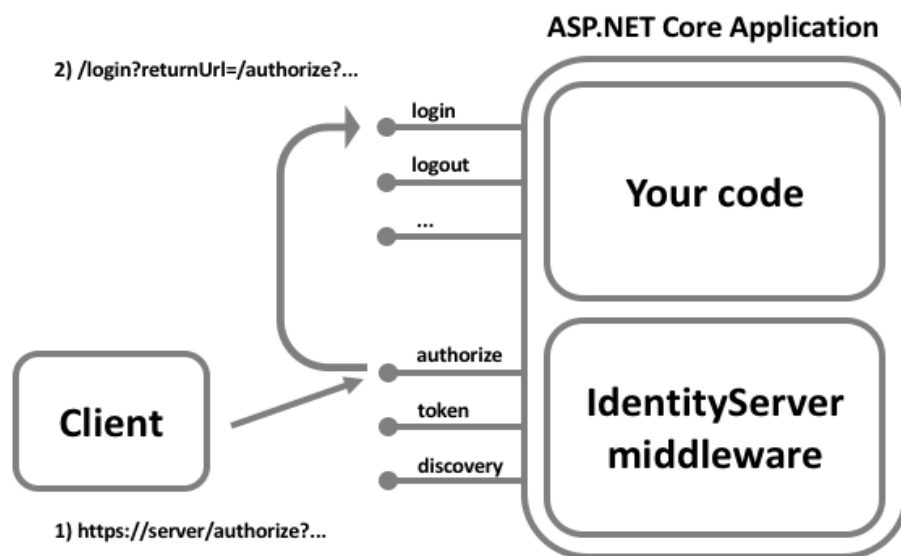 ASP.NET Core Application
2) /login?returnUrl=/authorize?...
login
logout
...
Your code
authorize
token
discovery
IdentityServer
middleware
Client
1) https://server/authorize?...